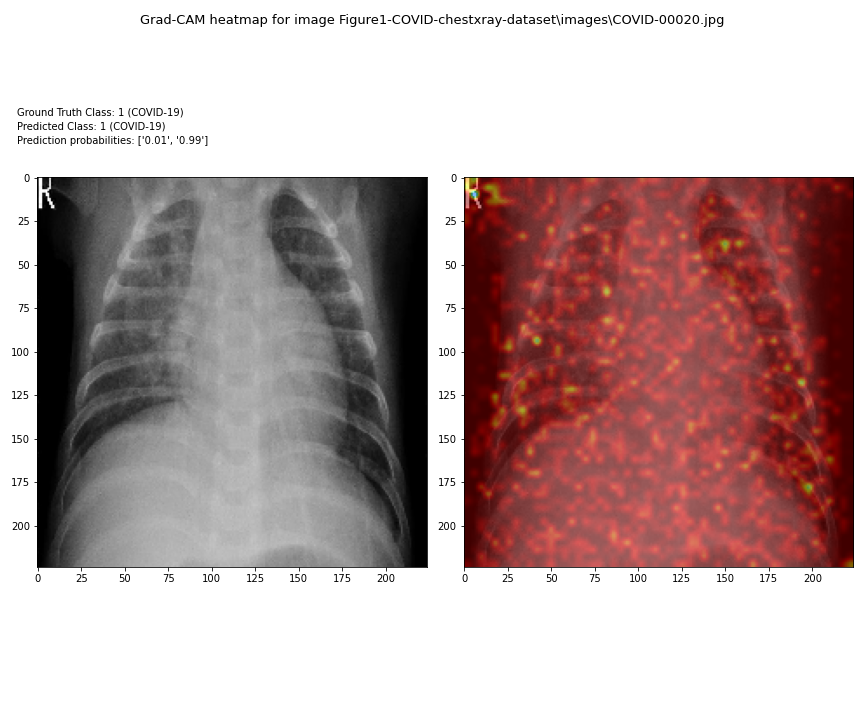 Grad-CAM heatmap for image Figure1-COVID-chestxray-dataset\images\COVID-00020.jpg
Ground Truth Class: 1 (COVID-19)
Predicted Class: 1 (COVID-19)
Prediction probabilities: ['0.01', '0.99']
R
0
25
50
75
100
125
150
175
200
0 25 50 75 100 125 150 175 200
R
0
25
50
75
100
125
150
175
200
0 25 50 75 100 125 150 175 200